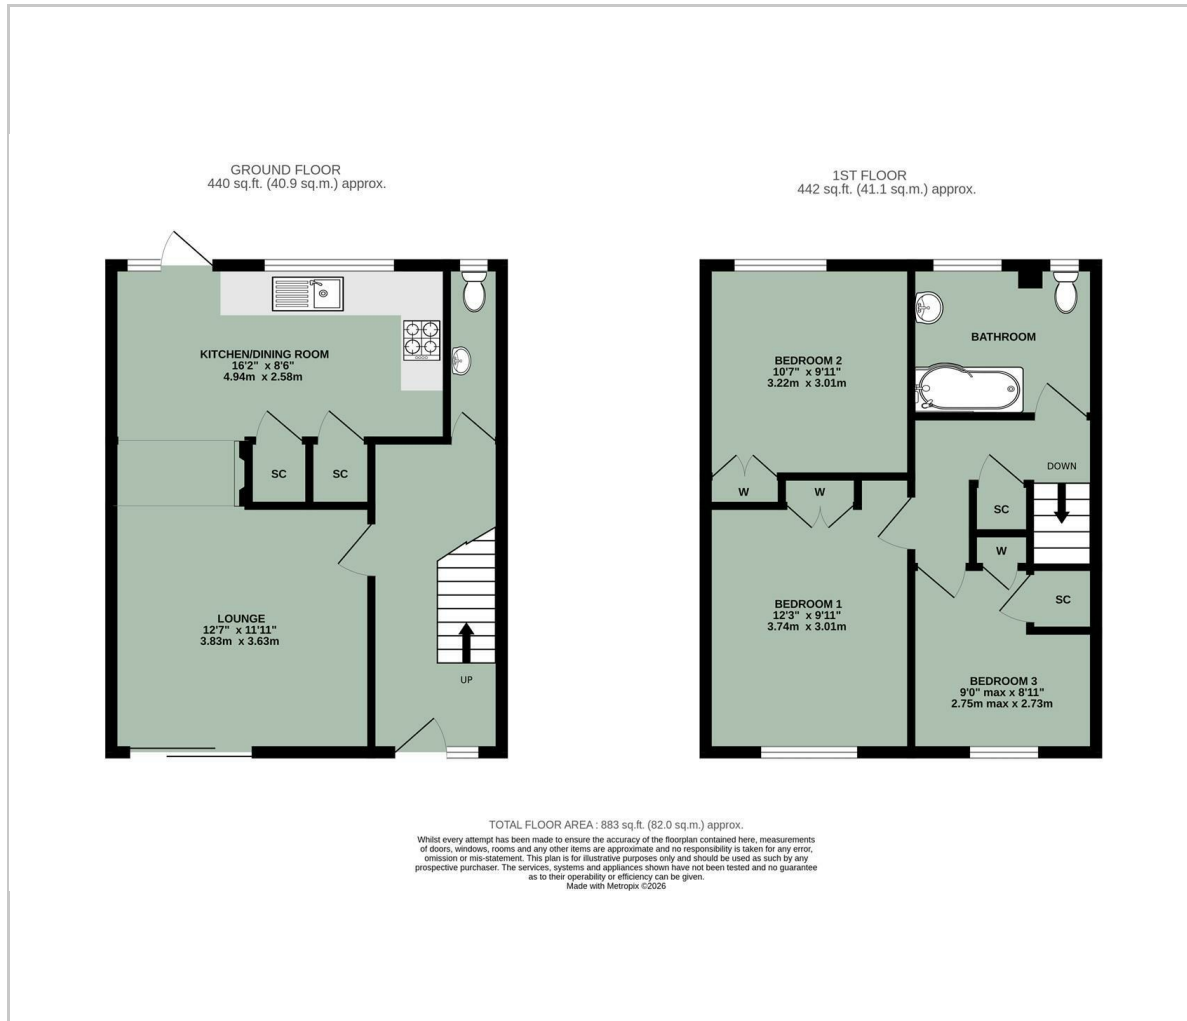 GROUND FLOOR
440 sq.ft. (40.9 sq.m.) approx.
1ST FLOOR
442 sq.ft. (41.1 sq.m.) approx.
KITCHEN/DINING ROOM
16'2" x 8'6"
4.94m x 2.58m
SC
SC
LOUNGE
12'7" x 11'11"
3.83m x 3.63m
UP
BEDROOM 2
10'7" x 9'11"
3.22m x 3.01m
BATHROOM
DOWN
W
W
SC
W
SC
BEDROOM 1
12'3" x 9'11"
3.74m x 3.01m
BEDROOM 3
9'0" max x 8'11"
2.75m max x 2.73m
TOTAL FLOOR AREA : 883 sq.ft. (82.0 sq.m.) approx.
Whilst every attempt has been made to ensure the accuracy of the floorplan contained here, measurements
of doors, windows, rooms and any other items are approximate and no responsibility is taken for any error,
omission or mis-statement. This plan is for illustrative purposes only and should be used as such by any
prospective purchaser. The services, systems and appliances shown have not been tested and no guarantee
as to their operability or efficiency can be given.
Made with Metropix ©2026